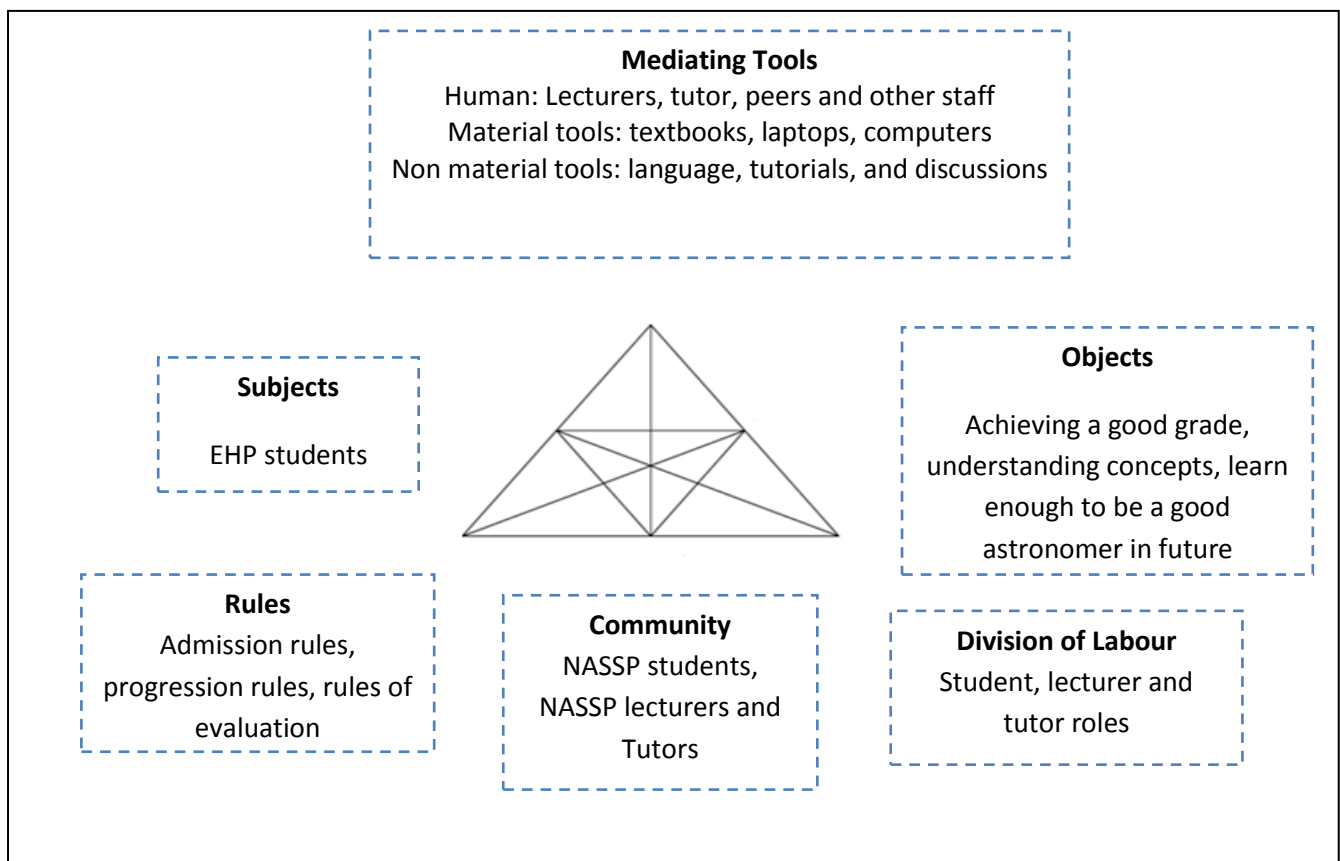 Mediating Tools
Human: Lecturers, tutor, peers and other staff
Material tools: textbooks, laptops, computers
Non material tools: language, tutorials, and discussions
Subjects
EHP students
Objects
Achieving a good grade,
understanding concepts, learn
enough to be a good
astronomer in future
Rules
Admission rules,
progression rules, rules of
evaluation
Community
NASSP students,
NASSP lecturers and
Tutors
Division of Labour
Student, lecturer and
tutor roles